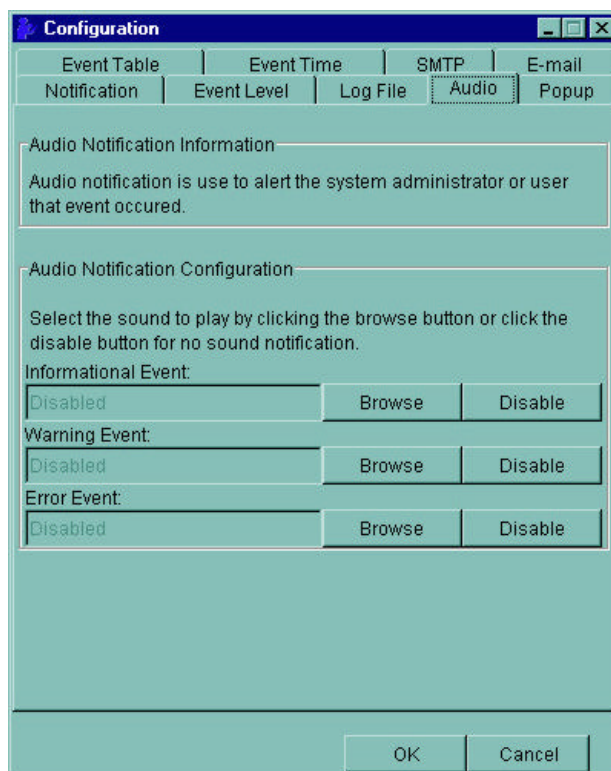 Configuration
Event Table Event Time SMTP E-mail
Notification Event Level Log File Audio Popup
Audio Notification Information
Audio notification is use to alert the system administrator or user
that event occured.
Audio Notification Configuration
Select the sound to play by clicking the browse button or click the
disable button for no sound notification.
Informational Event:
Disabled Browse Disable
Warning Event:
Disabled Browse Disable
Error Event:
Disabled Browse Disable
OK Cancel